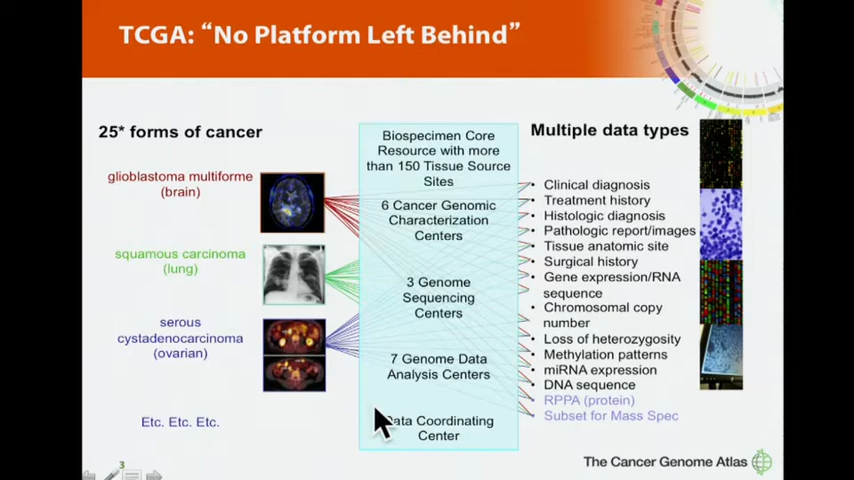 TCGA: “No Platform Left Behind”
25* forms of cancer
glioblastoma multiforme
(brain)
squamous carcinoma
(lung)
serous
cystadenocarcinoma
(ovarian)
Etc. Etc. Etc.
Biospecimen Core
Resource with more
than 150 Tissue Source
Sites
6 Cancer Genomic
Characterization
Centers
3 Genome
Sequencing
Centers
7 Genome Data
Analysis Centers
Data Coordinating
Center
Multiple data types
• Clinical diagnosis
• Treatment history
• Histologic diagnosis
• Pathologic report/images
• Tissue anatomic site
• Surgical history
• Gene expression/RNA
sequence
• Chromosomal copy
number
• Loss of heterozygosity
• Methylation patterns
• miRNA expression
• DNA sequence
• RPPA (protein)
• Subset for Mass Spec
The Cancer Genome Atlas
3